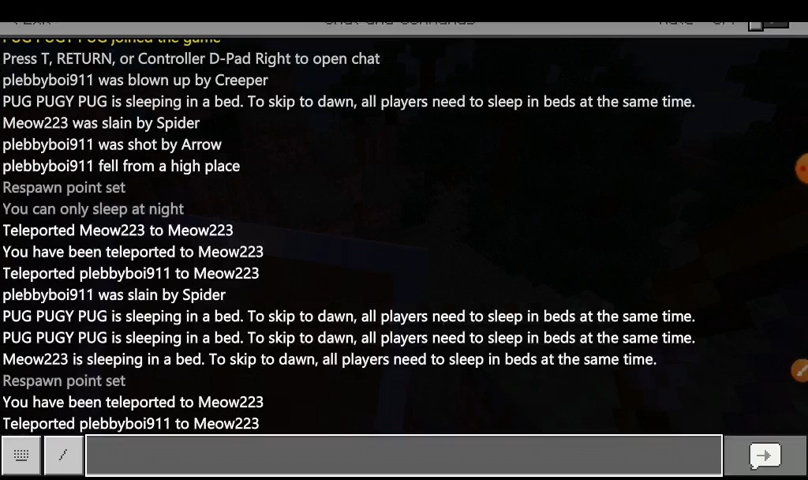 PUG PUGY PUG joined the game
Press T, RETURN, or Controller D-Pad Right to open chat
plebbyboi911 was blown up by Creeper
PUG PUGY PUG is sleeping in a bed. To skip to dawn, all players need to sleep in beds at the same time.
Meow223 was slain by Spider
plebbyboi911 was shot by Arrow
plebbyboi911 fell from a high place
Respawn point set
You can only sleep at night
Teleported Meow223 to Meow223
You have been teleported to Meow223
Teleported plebbyboi911 to Meow223
plebbyboi911 was slain by Spider
PUG PUGY PUG is sleeping in a bed. To skip to dawn, all players need to sleep in beds at the same time.
PUG PUGY PUG is sleeping in a bed. To skip to dawn, all players need to sleep in beds at the same time.
Meow223 is sleeping in a bed. To skip to dawn, all players need to sleep in beds at the same time.
Respawn point set
You have been teleported to Meow223
Teleported plebbyboi911 to Meow223
/